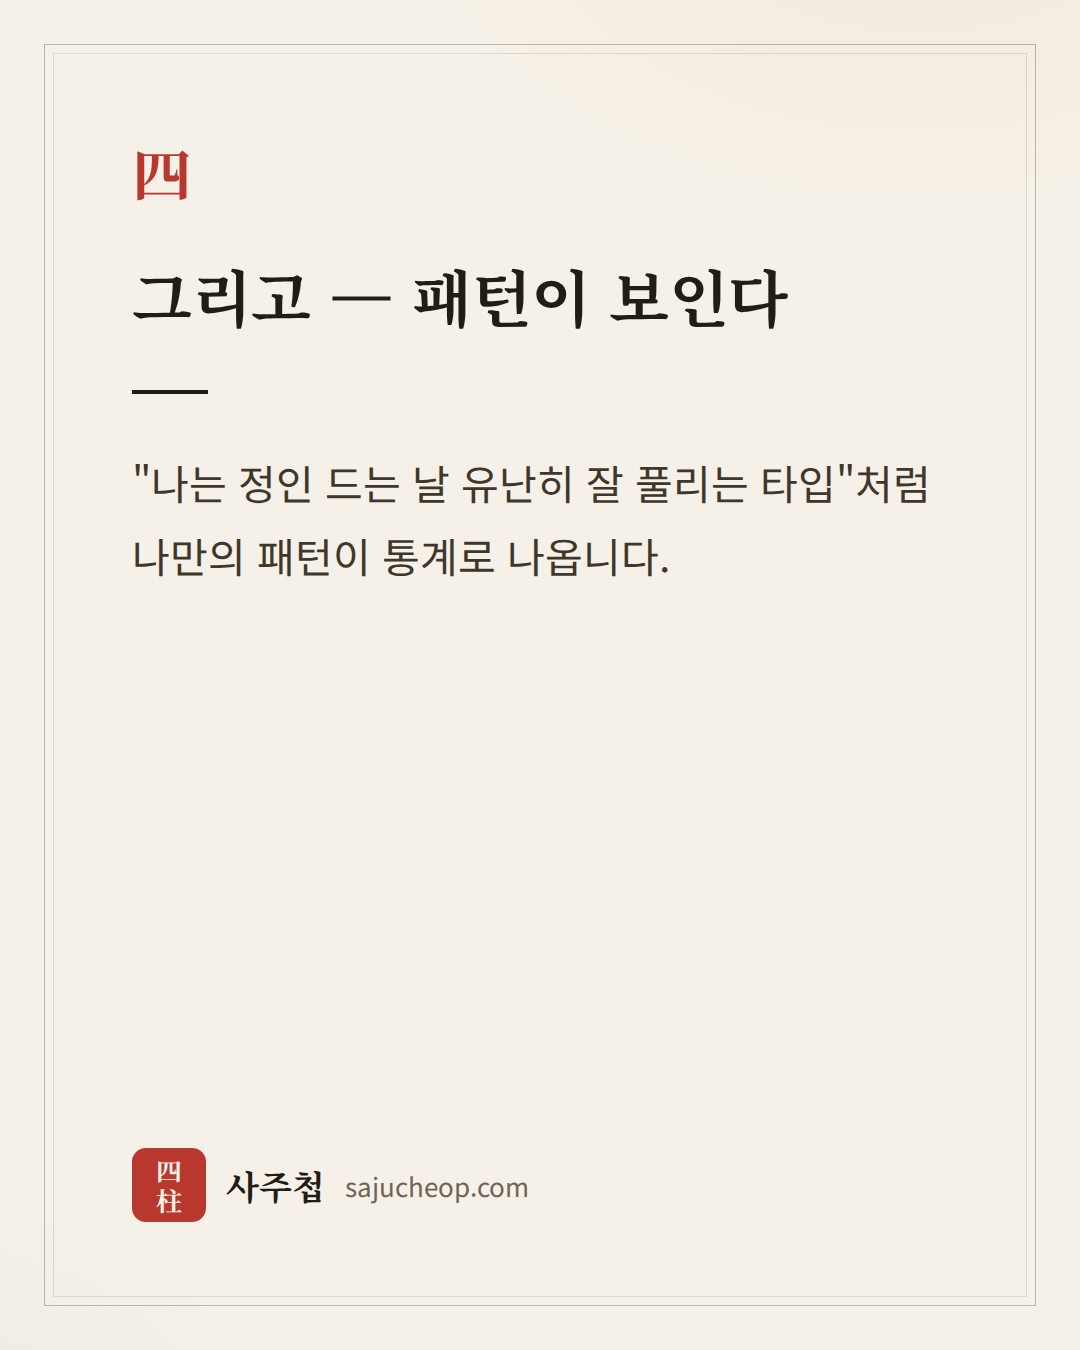 四
그리고 — 패턴이 보인다
"나는 정인 드는 날 유난히 잘 풀리는 타입"처럼
나만의 패턴이 통계로 나옵니다.
四
柱
사주첩 sajucheop.com